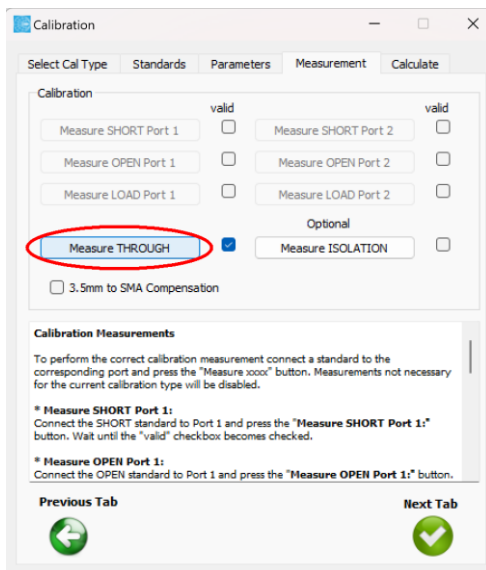 Calibration
Select Cal Type Standards Parameters Measurement Calculate
Calibration
valid valid
Measure SHORT Port 1 Measure SHORT Port 2
Measure OPEN Port 1 Measure OPEN Port 2
Measure LOAD Port 1 Measure LOAD Port 2
Optional
Measure THROUGH Measure ISOLATION
3.5mm to SMA Compensation
Calibration Measurements
To perform the correct calibration measurement connect a standard to the
corresponding port and press the "Measure xxxx" button. Measurements not necessary
for the current calibration type will be disabled.
* Measure SHORT Port 1:
Connect the SHORT standard to Port 1 and press the "Measure SHORT Port 1:"
button. Wait until the "valid" checkbox becomes checked.
* Measure OPEN Port 1:
Connect the OPEN standard to Port 1 and press the "Measure OPEN Port 1:" button.
Previous Tab Next Tab